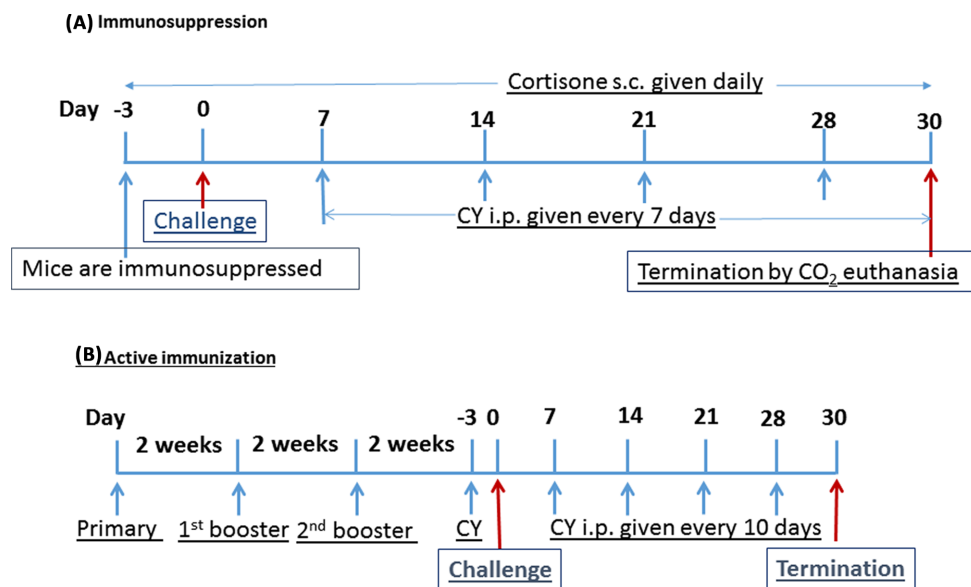 (A) Immunosuppression
Cortisone s.c. given daily
Day -3 0 7 14 21 28 30
Challenge
CY i.p. given every 7 days
Mice are immunosuppressed
Termination by CO₂ euthanasia
(B) Active immunization
Day -3 0 7 14 21 28 30
2 weeks 2 weeks 2 weeks
Primary 1st booster 2nd booster CY CY i.p. given every 10 days
Challenge Termination